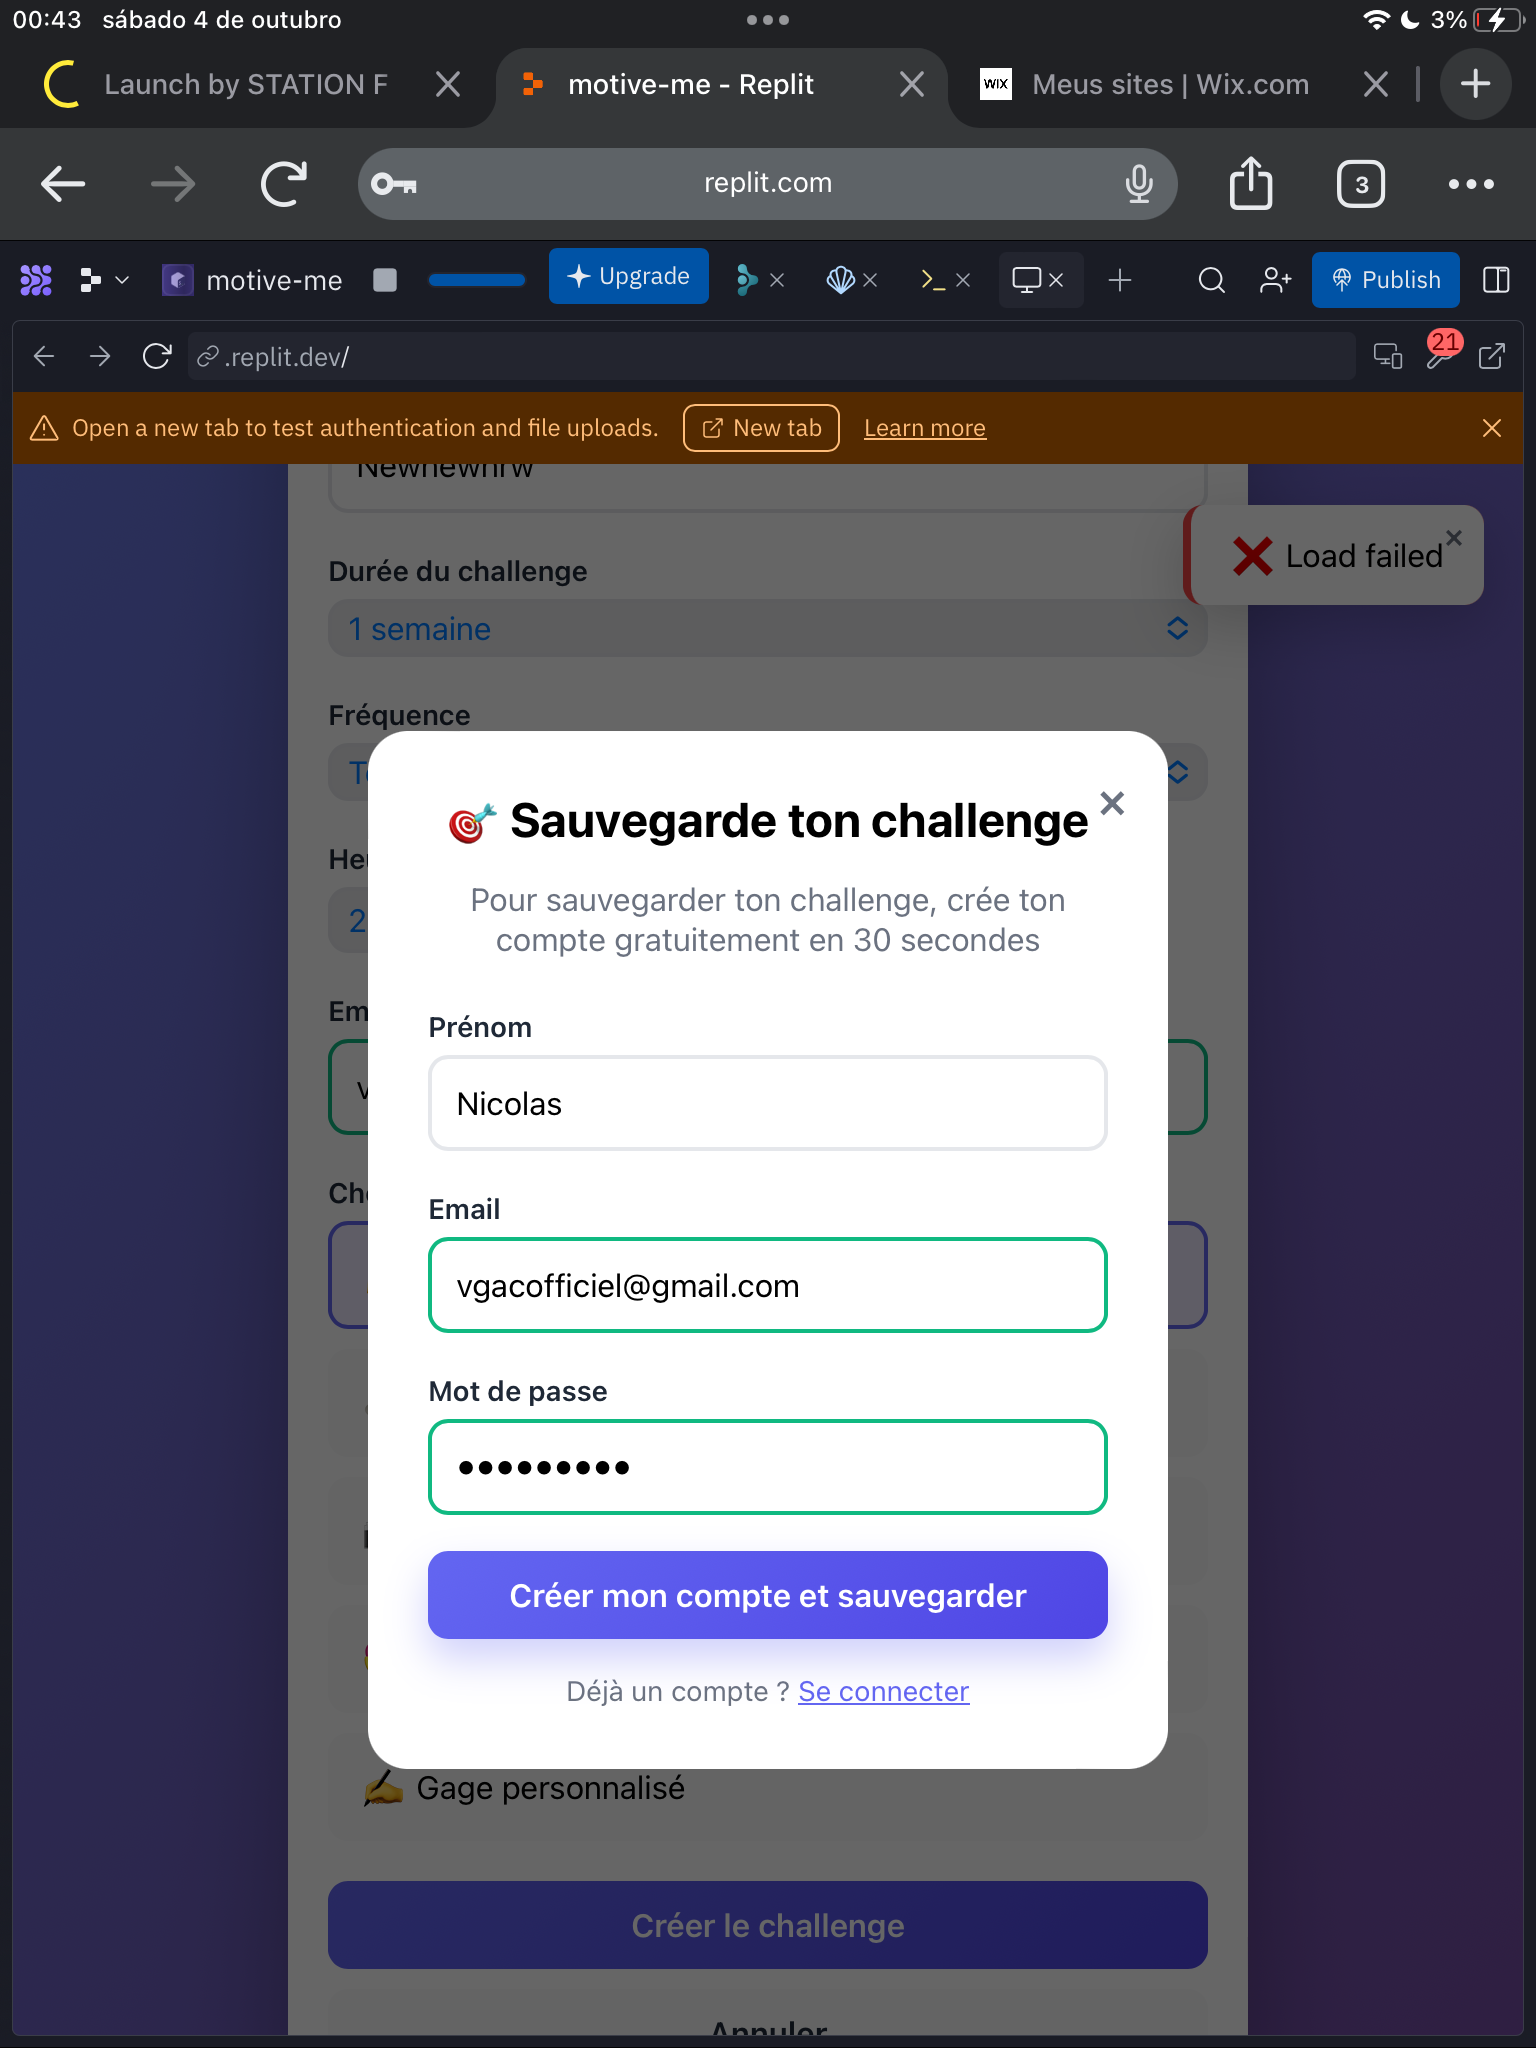 00:43 sábado 4 de outubro
3%
Launch by STATION F
motive-me - Replit
WIX
Meus sites | Wix.com
replit.com
3
motive-me
Upgrade
Publish
.replit.dev/
21
Open a new tab to test authentication and file uploads.
New tab
Learn more
Newnewnrw
Load failed
Durée du challenge
1 semaine
Fréquence
Sauvegarde ton challenge
Pour sauvegarder ton challenge, crée ton
compte gratuitement en 30 secondes
Prénom
Nicolas
Email
vgacofficiel@gmail.com
Mot de passe
Créer mon compte et sauvegarder
Déjà un compte ? Se connecter
Gage personnalisé
Créer le challenge
Annuler